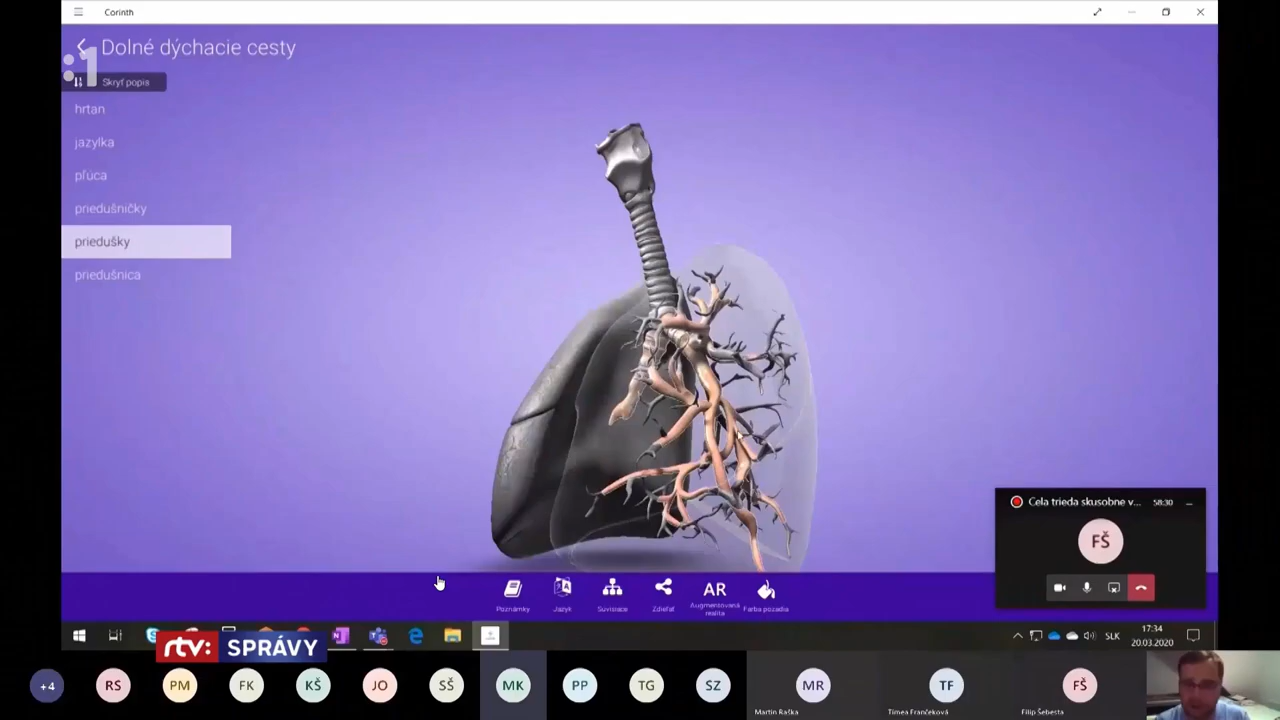 Corinth
Dolné dýchacie cesty
:1
Skryť popis
hrtan
jazylka
pľúca
priedušničky
priedušky
priedušnica
Cela trieda skusobne v...
58:30
FŠ
Poznámky
Jazyk
Súvisiace
Zdieľať
AR
Augmentovaná realita
Farba pozadia
SLK
17:34
20.03.2020
rtv: SPRÁVY
+4
RS
PM
FK
KŠ
JO
SŠ
MK
PP
TG
SZ
MR
TF
FŠ
Martin Raška
Timea Frančeková
Filip Šebesta